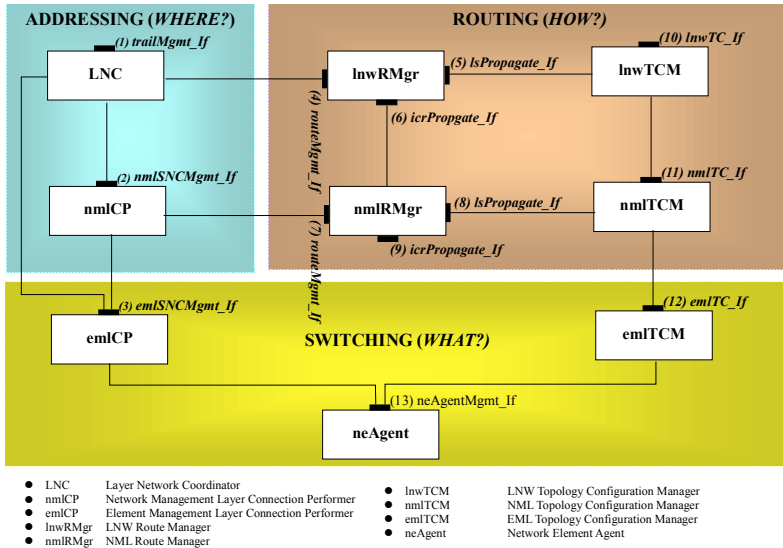 ADDRESSING (WHERE?)
ROUTING (HOW?)
(1) trailMgmt_If
(10) lnwTC_If
LNC
lnwRMgr
(5) lsPropagate_If
lnwTCM
(4) routeMgmt_If
(6) icrPropgate_If
(2) nmlSNCMgmt_If
(11) nmlTC_If
nmlCP
nmlRMgr
(8) lsPropagate_If
nmlTCM
(7) routeMgmt_If
(9) icrPropagate_If
(3) emlSNCMgmt_If
(12) emlTC_If
emlCP
SWITCHING (WHAT?)
emlTCM
(13) neAgentMgmt_If
neAgent
● LNC Layer Network Coordinator
● nmlCP Network Management Layer Connection Performer
● emlCP Element Management Layer Connection Performer
● lnwRMgr LNW Route Manager
● nmlRMgr NML Route Manager
● lnwTCM LNW Topology Configuration Manager
● nmlTCM NML Topology Configuration Manager
● emlTCM EML Topology Configuration Manager
● neAgent Network Element Agent